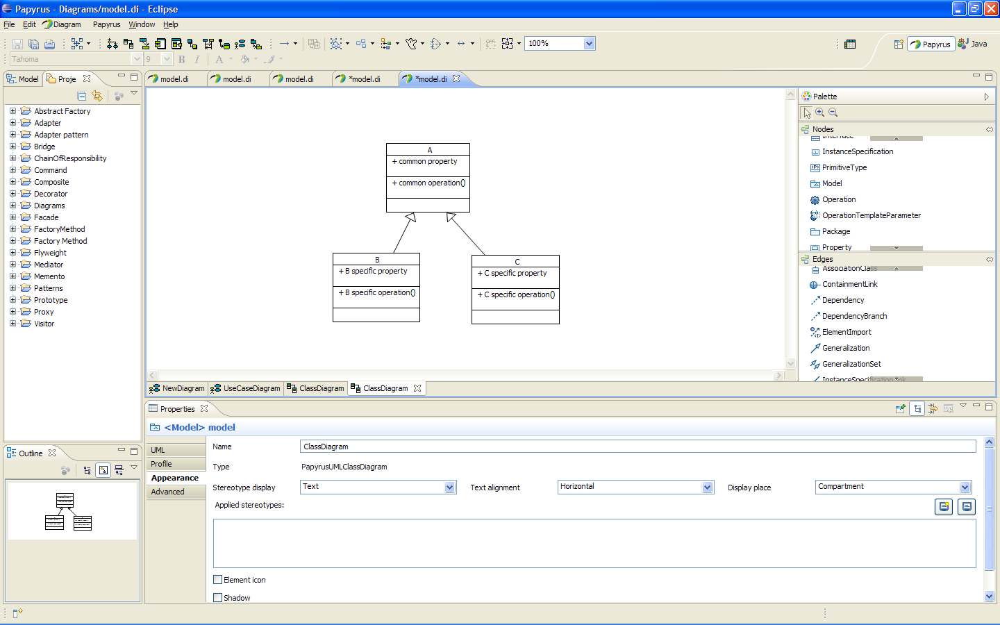 Papyrus - Diagrams/model.di - Eclipse
File Edit Diagram Papyrus Window Help
100%
Papyrus Java
Tahoma 9 B I A
Model Proje
model.di model.di model.di *model.di *model.di
Abstract Factory
Adapter
Adapter pattern
Bridge
ChainOfResponsibility
Command
Composite
Decorator
Diagrams
Facade
FactoryMethod
Factory Method
Flyweight
Mediator
Memento
Patterns
Prototype
Proxy
Visitor
A
+ common property
+ common operation()
B
+ B specific property
+ B specific operation()
C
+ C specific property
+ C specific operation()
Palette
Nodes
Interface
InstanceSpecification
PrimitiveType
Model
Operation
OperationTemplateParameter
Package
Property
Edges
AssociationClass
ContainmentLink
Dependency
DependencyBranch
ElementImport
Generalization
GeneralizationSet
NewDiagram UseCaseDiagram ClassDiagram ClassDiagram
Properties
<Model> model
UML
Profile
Appearance
Advanced
Name ClassDiagram
Type PapyrusUMLClassDiagram
Stereotype display Text Text alignment Horizontal Display place Compartment
Applied stereotypes:
Element icon
Shadow
Outline